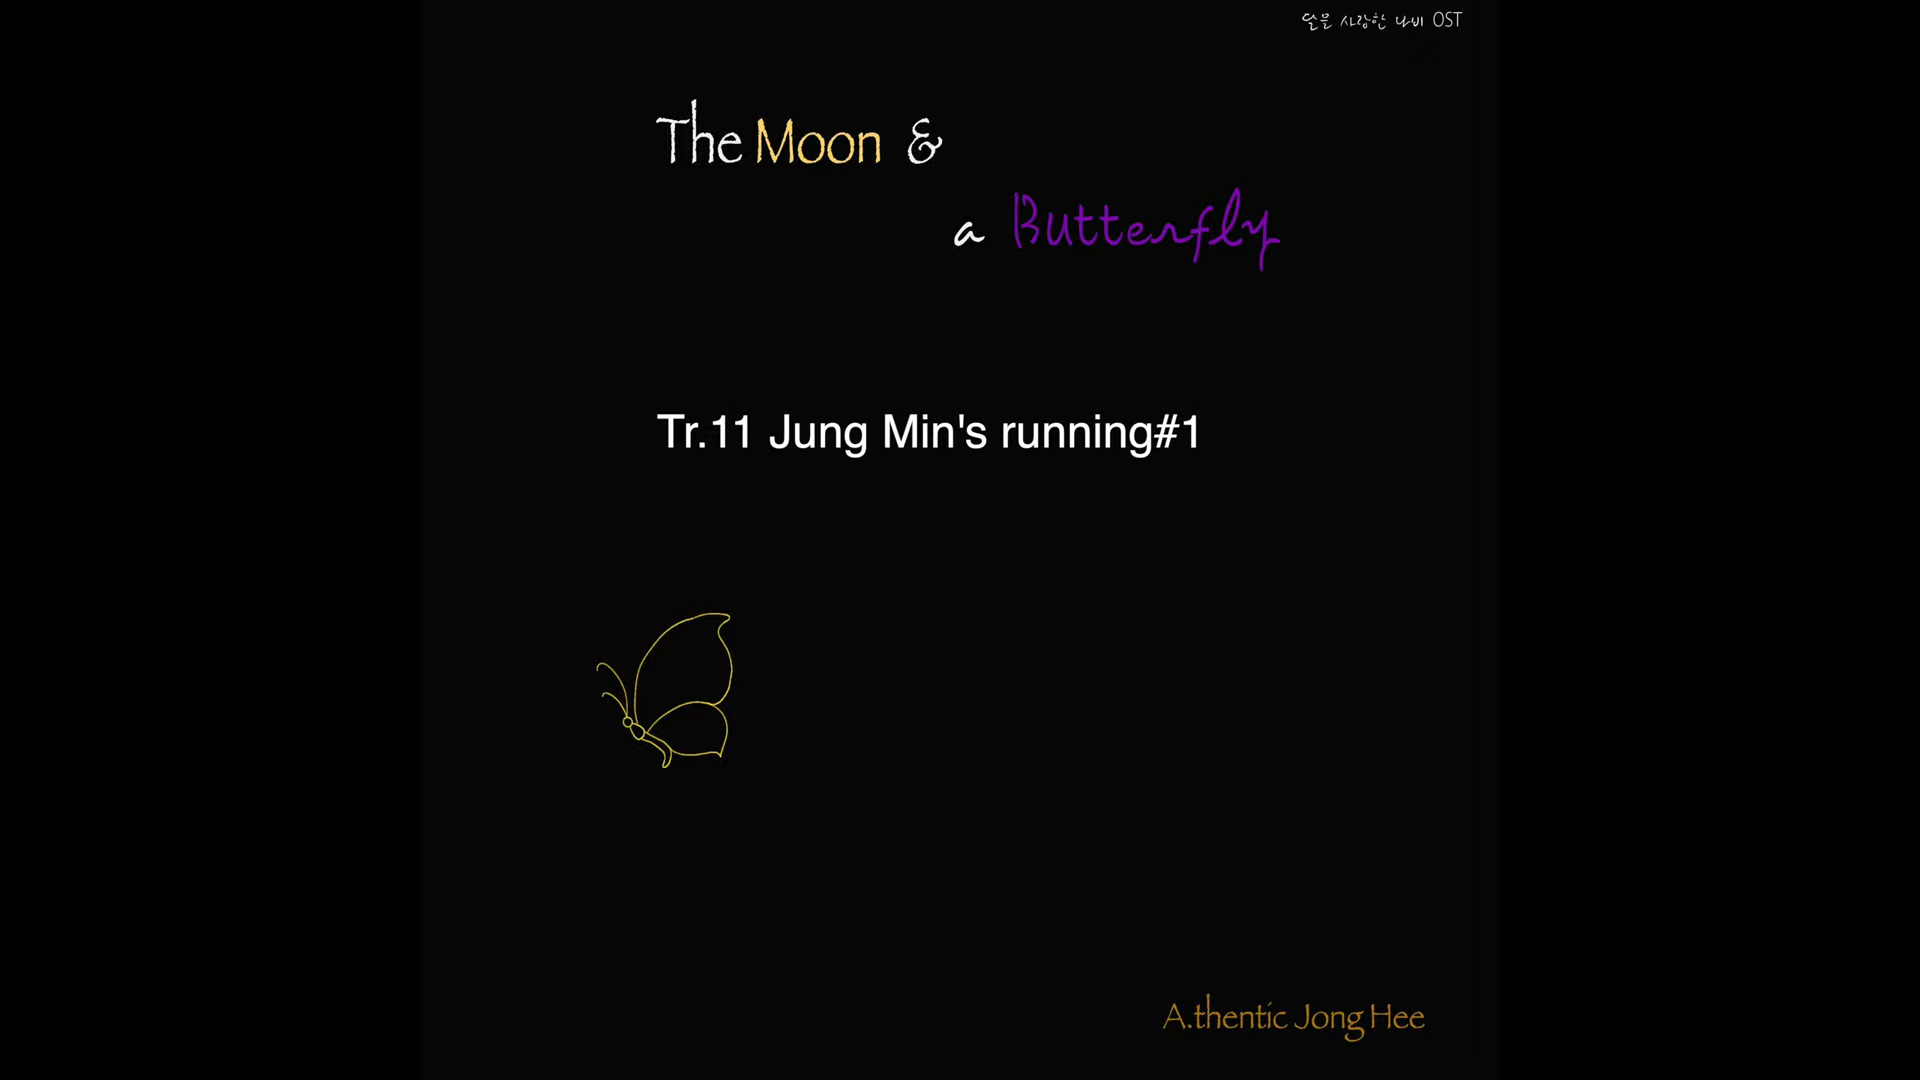 달을 사랑한 나비 OST
The Moon &
a Butterfly
Tr.11 Jung Min's running#1
A.thentic Jong Hee